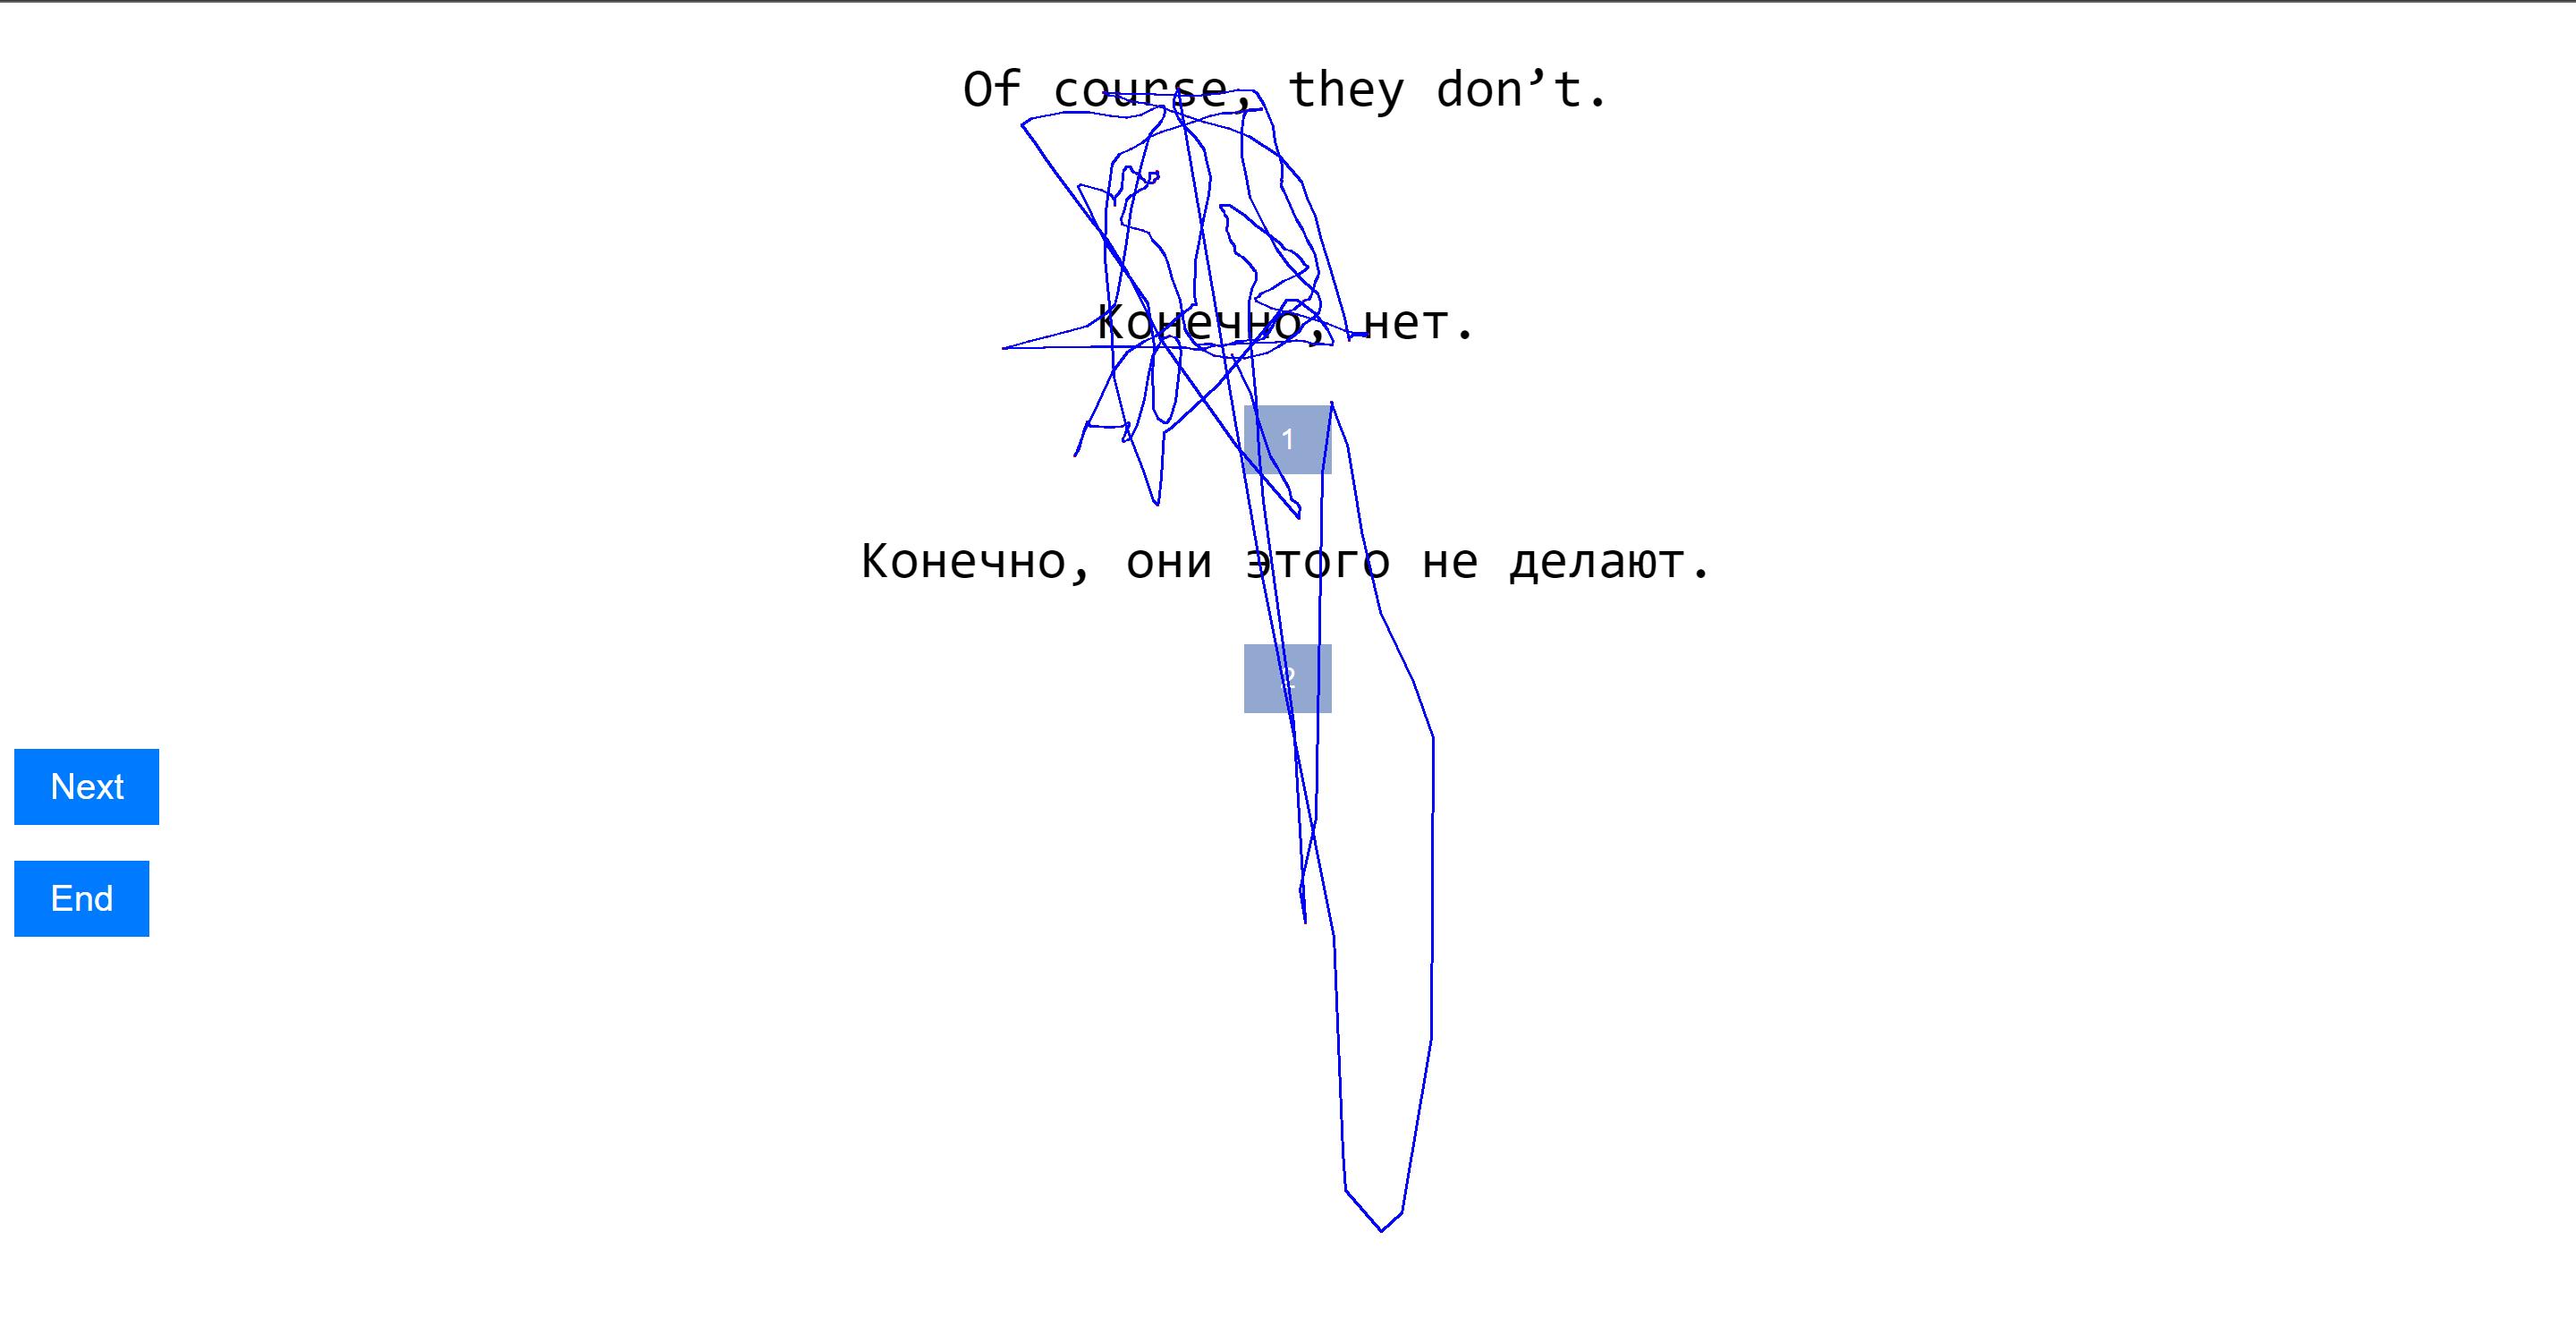 Of course, they don’t.
Конечно, нет.
1
Конечно, они этого не делают.
2
Next
End